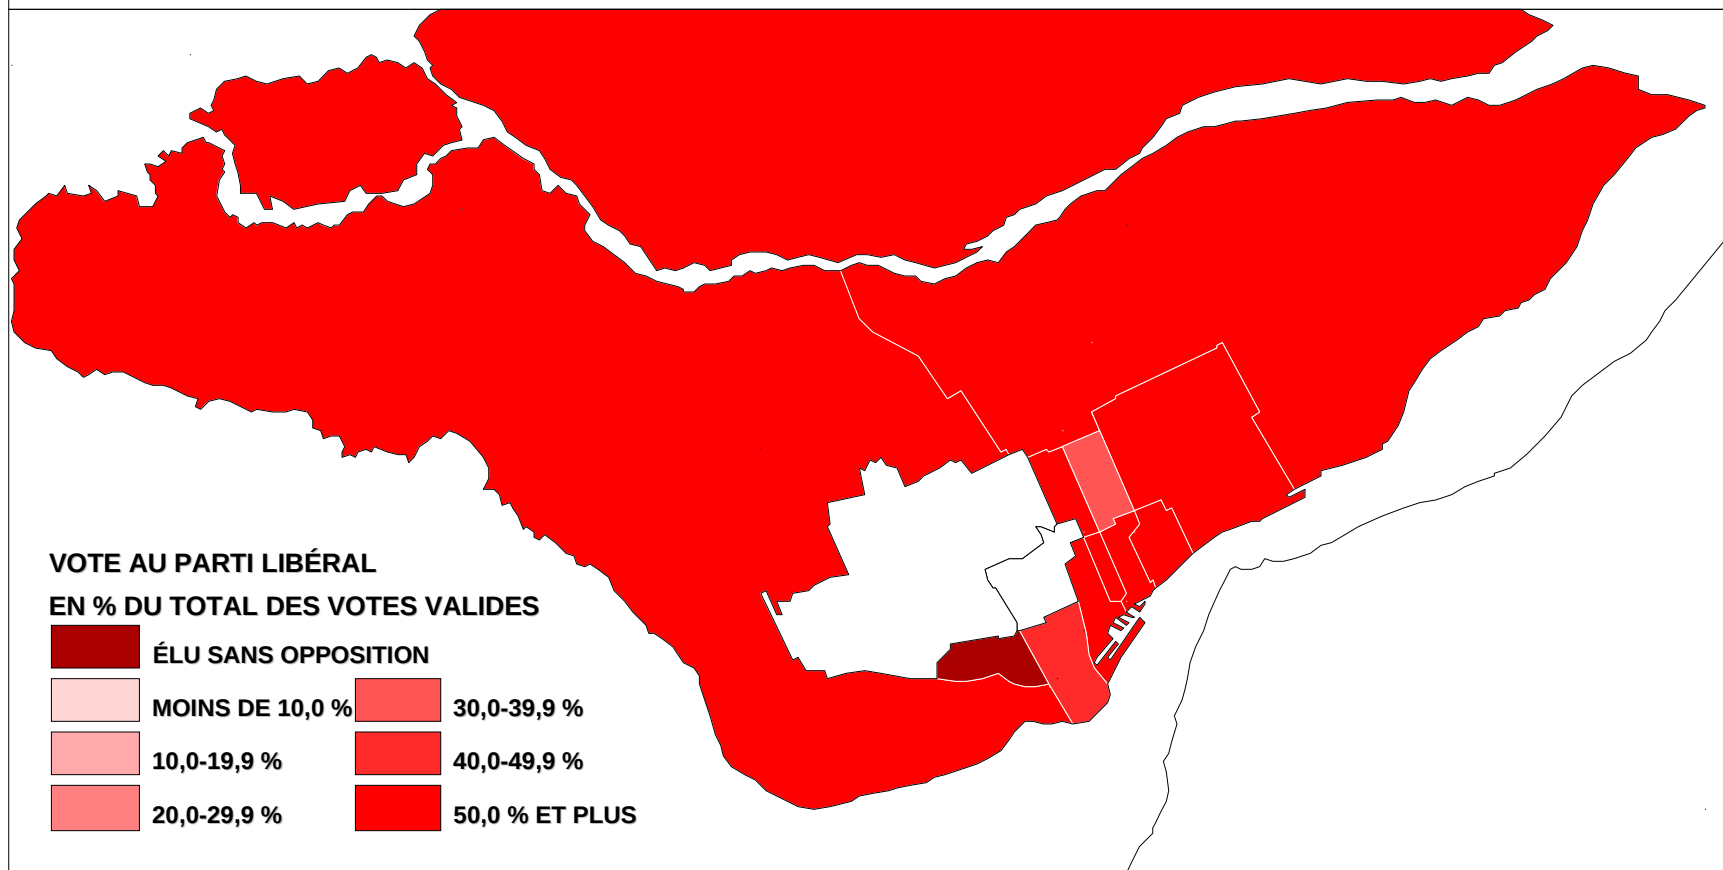 VOTE AU PARTI LIBÉRAL
EN % DU TOTAL DES VOTES VALIDES
ÉLU SANS OPPOSITION
MOINS DE 10,0 %
30,0-39,9 %
10,0-19,9 %
40,0-49,9 %
20,0-29,9 %
50,0 % ET PLUS